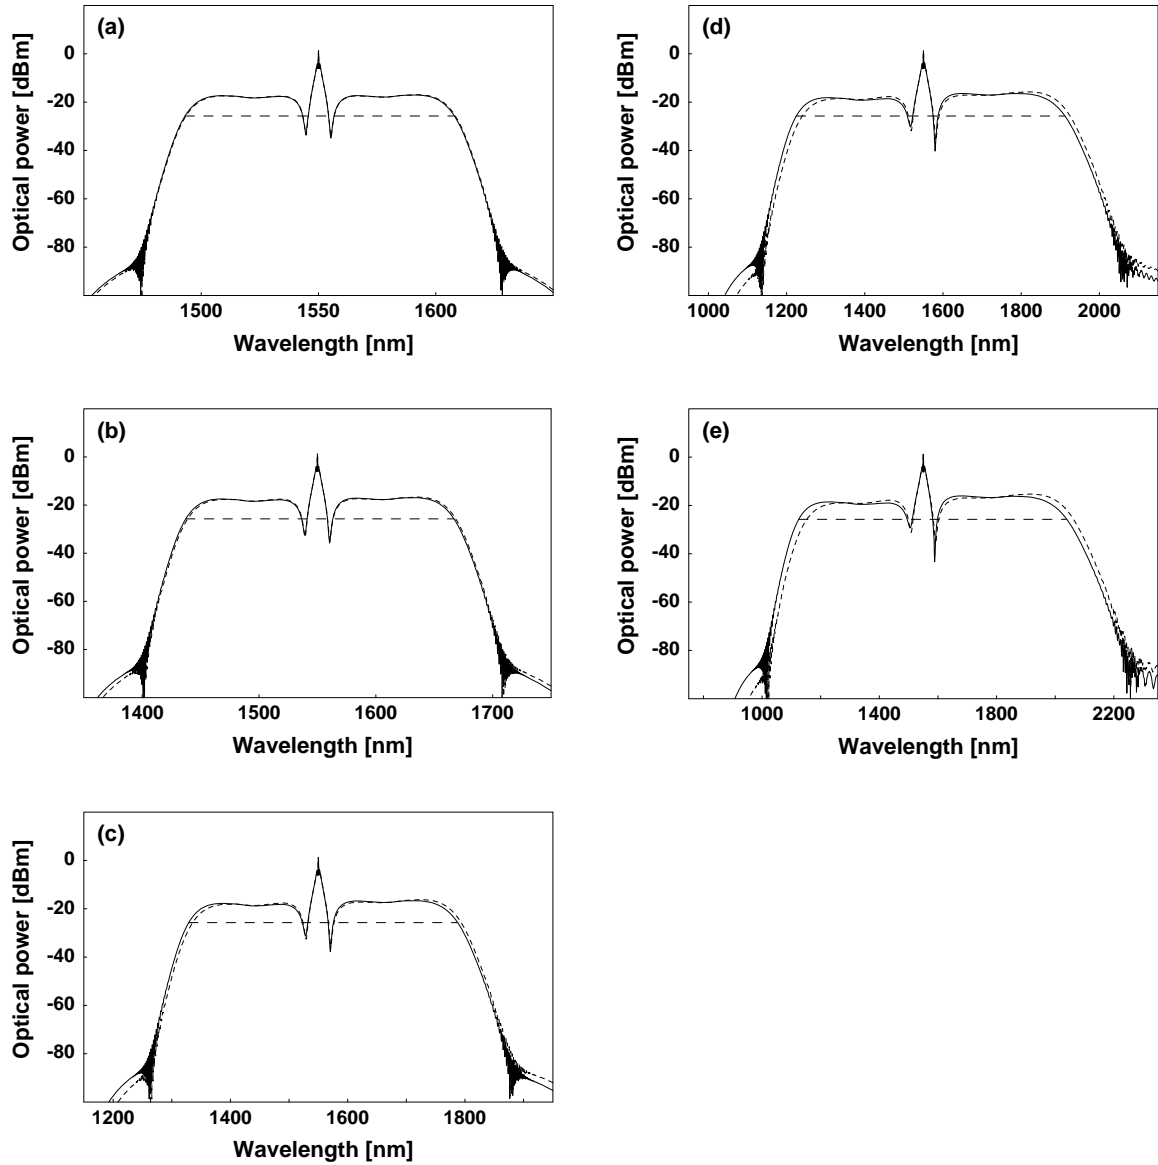 (a)
Optical power [dBm]
0
-20
-40
-60
-80
1500 1550 1600
Wavelength [nm]
(d)
Optical power [dBm]
0
-20
-40
-60
-80
1000 1200 1400 1600 1800 2000
Wavelength [nm]
(b)
Optical power [dBm]
0
-20
-40
-60
-80
1400 1500 1600 1700
Wavelength [nm]
(e)
Optical power [dBm]
0
-20
-40
-60
-80
1000 1400 1800 2200
Wavelength [nm]
(c)
Optical power [dBm]
0
-20
-40
-60
-80
1200 1400 1600 1800
Wavelength [nm]